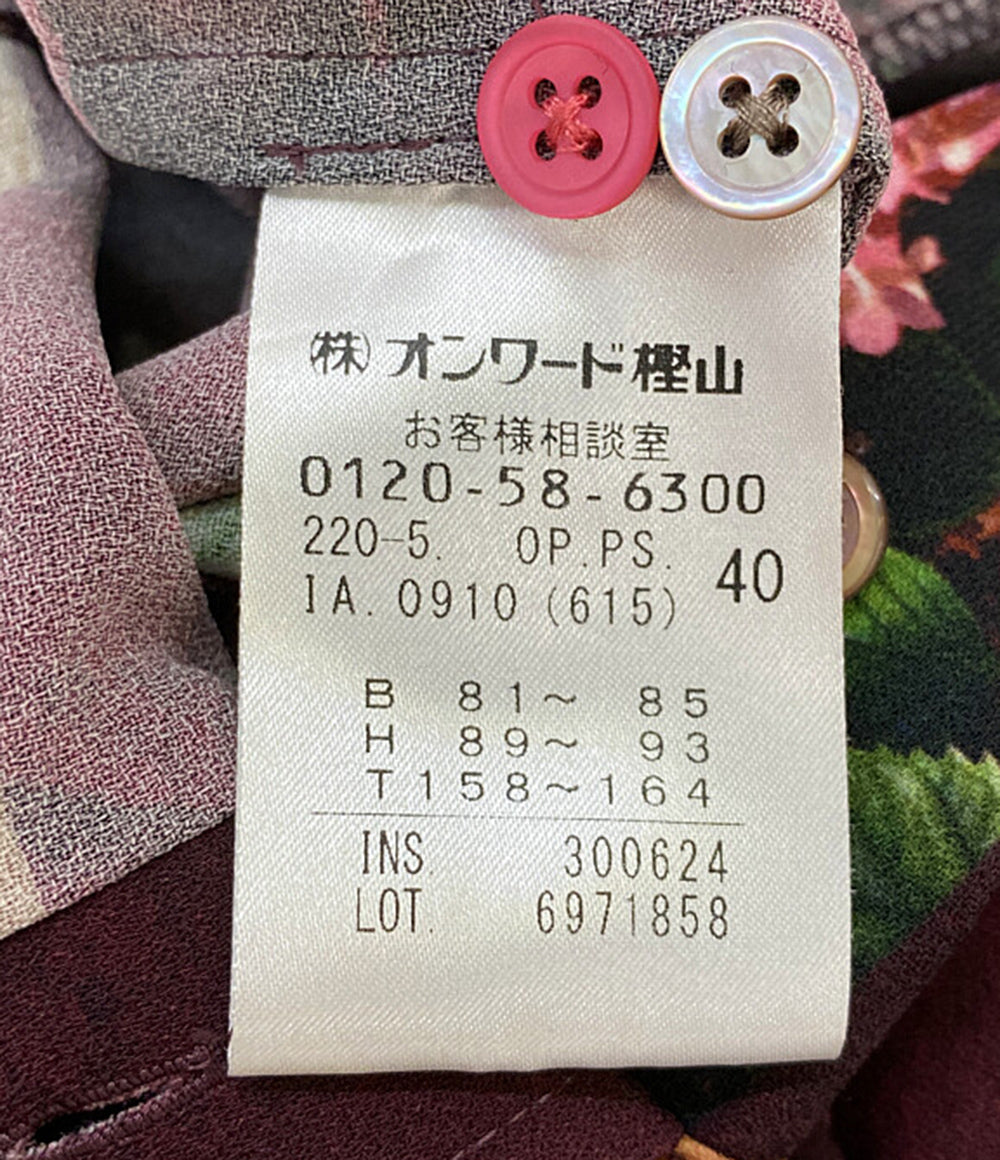 (株)オンワード樫山
お客様相談室
0120-58-6300
220-5. OP.PS. 40
IA. 0910 (615)
B 81~ 85
H 89~ 93
T158~164
INS. 300624
LOT. 6971858